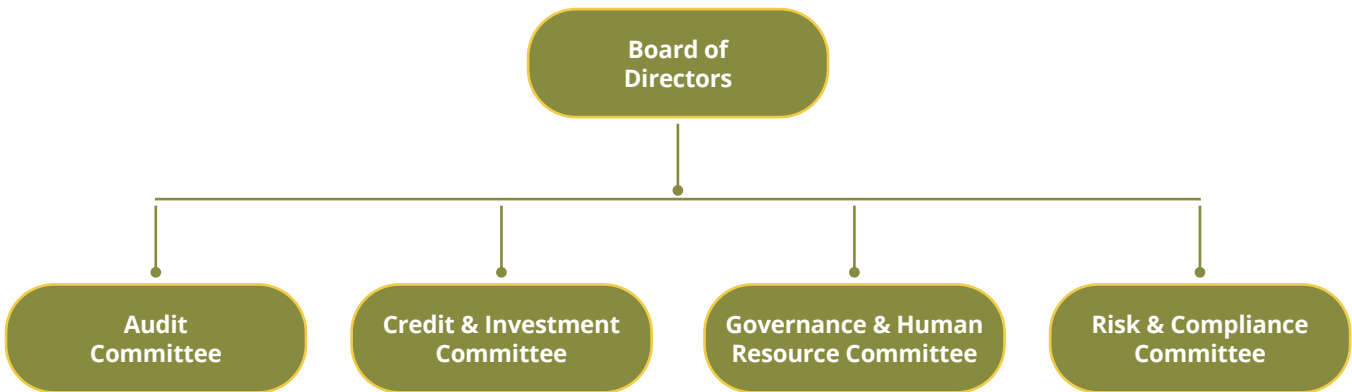 Board of
Directors
Audit
Committee
Credit & Investment
Committee
Governance & Human
Resource Committee
Risk & Compliance
Committee